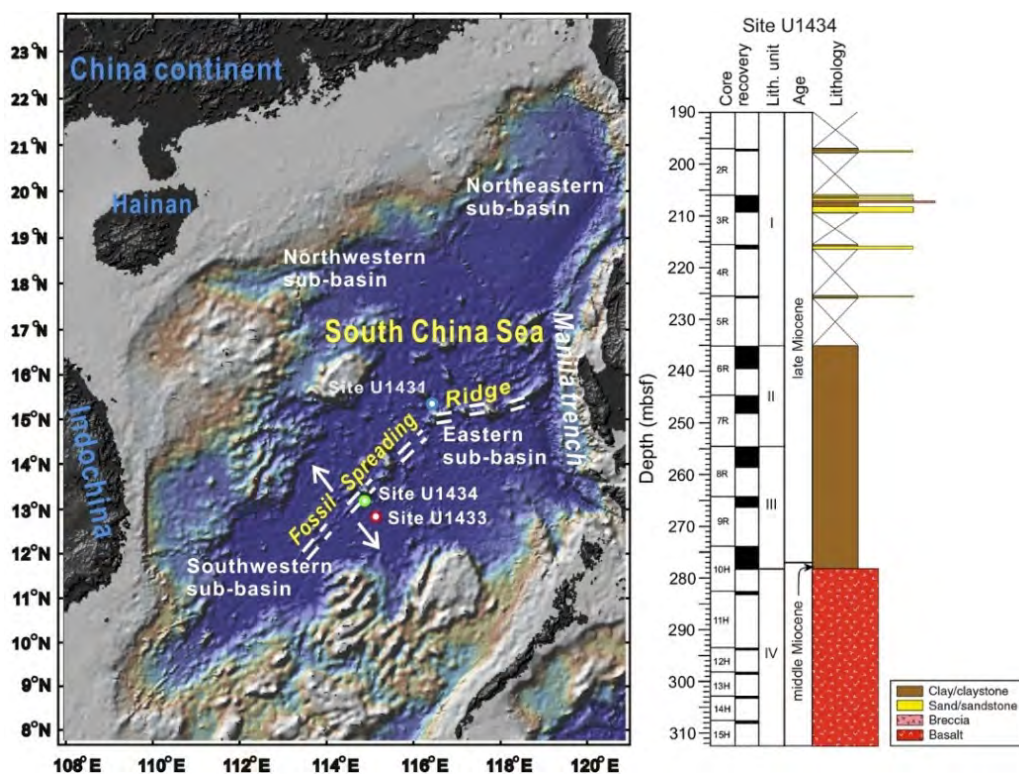 23°N
22°N
21°N
20°N
19°N
18°N
17°N
16°N
15°N
14°N
13°N
12°N
11°N
10°N
9°N
8°N
108°E
110°E
112°E
114°E
116°E
118°E
120°E
China continent
Hainan
Northeastern
sub-basin
Northwestern
sub-basin
South China Sea
Manila trench
Site U1431
Ridge
Spreading
Fossil
Eastern
sub-basin
Indochina
Site U1434
Site U1433
Southwestern
sub-basin
Site U1434
Core
recovery
Lith. unit
Age
Lithology
Depth (mbsf)
190
200
210
220
230
240
250
260
270
280
290
300
310
2R
3R
4R
5R
6R
7R
8R
9R
10H
11H
12H
13H
14H
15H
I
II
III
IV
late Miocene
middle Miocene
Clay/claystone
Sand/sandstone
Breccia
Basalt